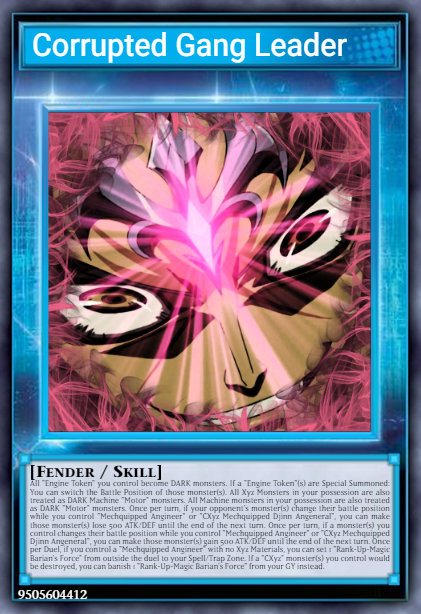 Corrupted Gang Leader
[Fender / Skill]
All "Engine Token" you control become DARK monsters. If a "Engine Token"(s) are Special Summoned:
You can switch the Battle Position of those monster(s). All Xyz Monsters in your possession are also
treated as DARK Machine "Motor" monsters. All Machine monsters in your possession are also treated
as DARK "Motor" monsters. Once per turn, if your opponent's monster(s) change their battle position
while you control "Mechquipped Angineer" or "CXyz Mechquipped Djinn Angeneral", you can make
those monster(s) lose 500 ATK/DEF until the end of the next turn. Once per turn, if a monster(s) you
control changes their battle position while you control "Mechquipped Angineer" or "CXyz Mechquipped
Djinn Angeneral", you can make those monster(s) gain 500 ATK/DEF until the end of the next turn. Once
per Duel, if you control a "Mechquipped Angineer" with no Xyz Materials, you can set 1 "Rank-Up-Magic
Barian's Force" from outside the duel to your Spell/Trap Zone. If a "CXyz" monster(s) you control would
be destroyed, you can banish 1 "Rank-Up-Magic Barian's Force" from your GY instead.
9505604412